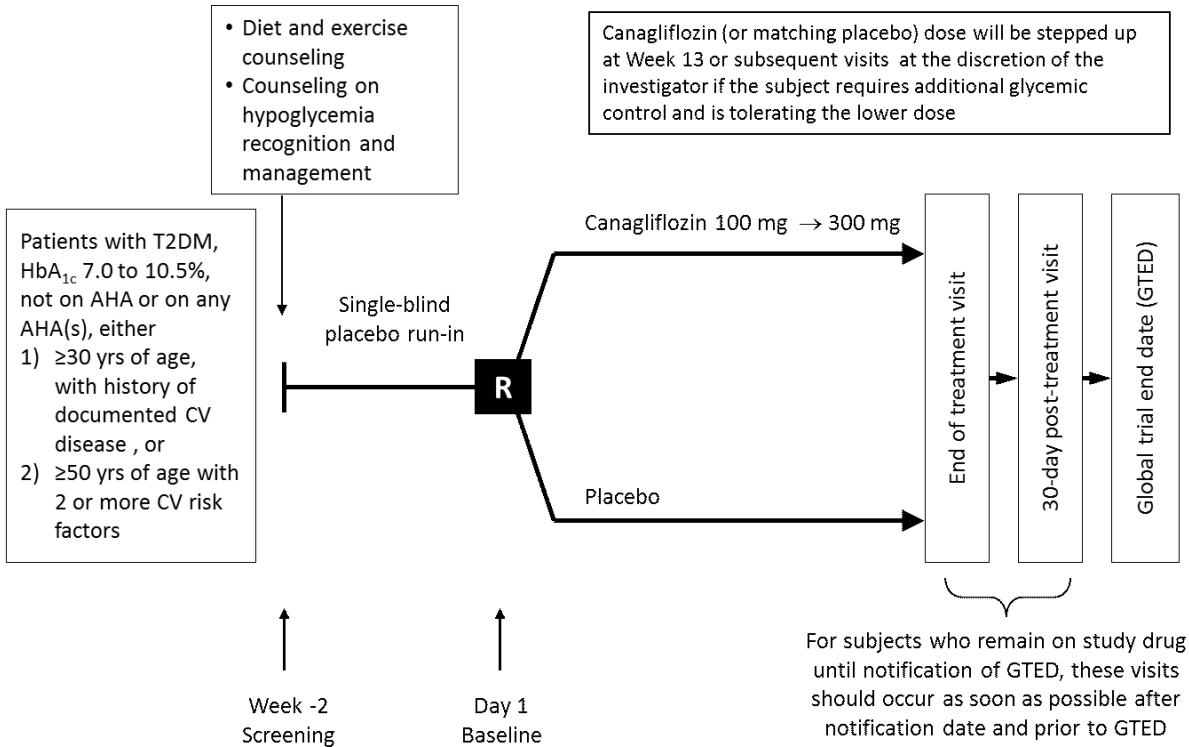 • Diet and exercise
counseling
• Counseling on
hypoglycemia
recognition and
management
Canagliflozin (or matching placebo) dose will be stepped up
at Week 13 or subsequent visits at the discretion of the
investigator if the subject requires additional glycemic
control and is tolerating the lower dose
Patients with T2DM,
HbA1c 7.0 to 10.5%,
not on AHA or on any
AHA(s), either
1) ≥30 yrs of age,
with history of
documented CV
disease , or
2) ≥50 yrs of age with
2 or more CV risk
factors
Single-blind
placebo run-in
R
Canagliflozin 100 mg → 300 mg
Placebo
End of treatment visit
30-day post-treatment visit
Global trial end date (GTED)
For subjects who remain on study drug
until notification of GTED, these visits
should occur as soon as possible after
notification date and prior to GTED
Week -2
Screening
Day 1
Baseline